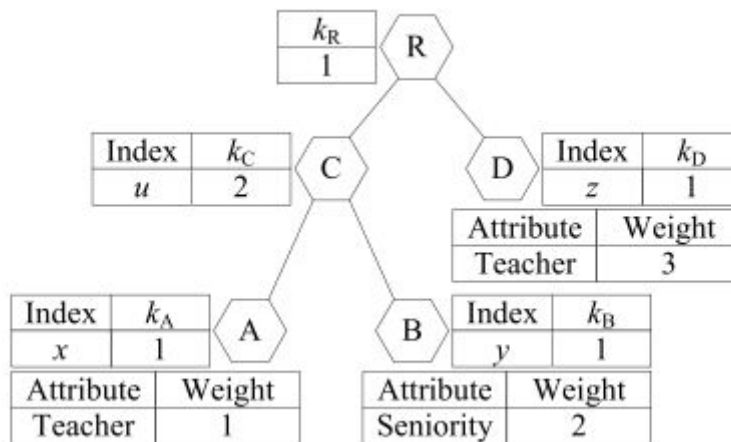 k_R
1
R
Index k_C
u 2
C
D
Index k_D
z 1
Attribute Weight
Teacher 3
Index k_A
x 1
A
B
Index k_B
y 1
Attribute Weight
Teacher 1
Attribute Weight
Seniority 2